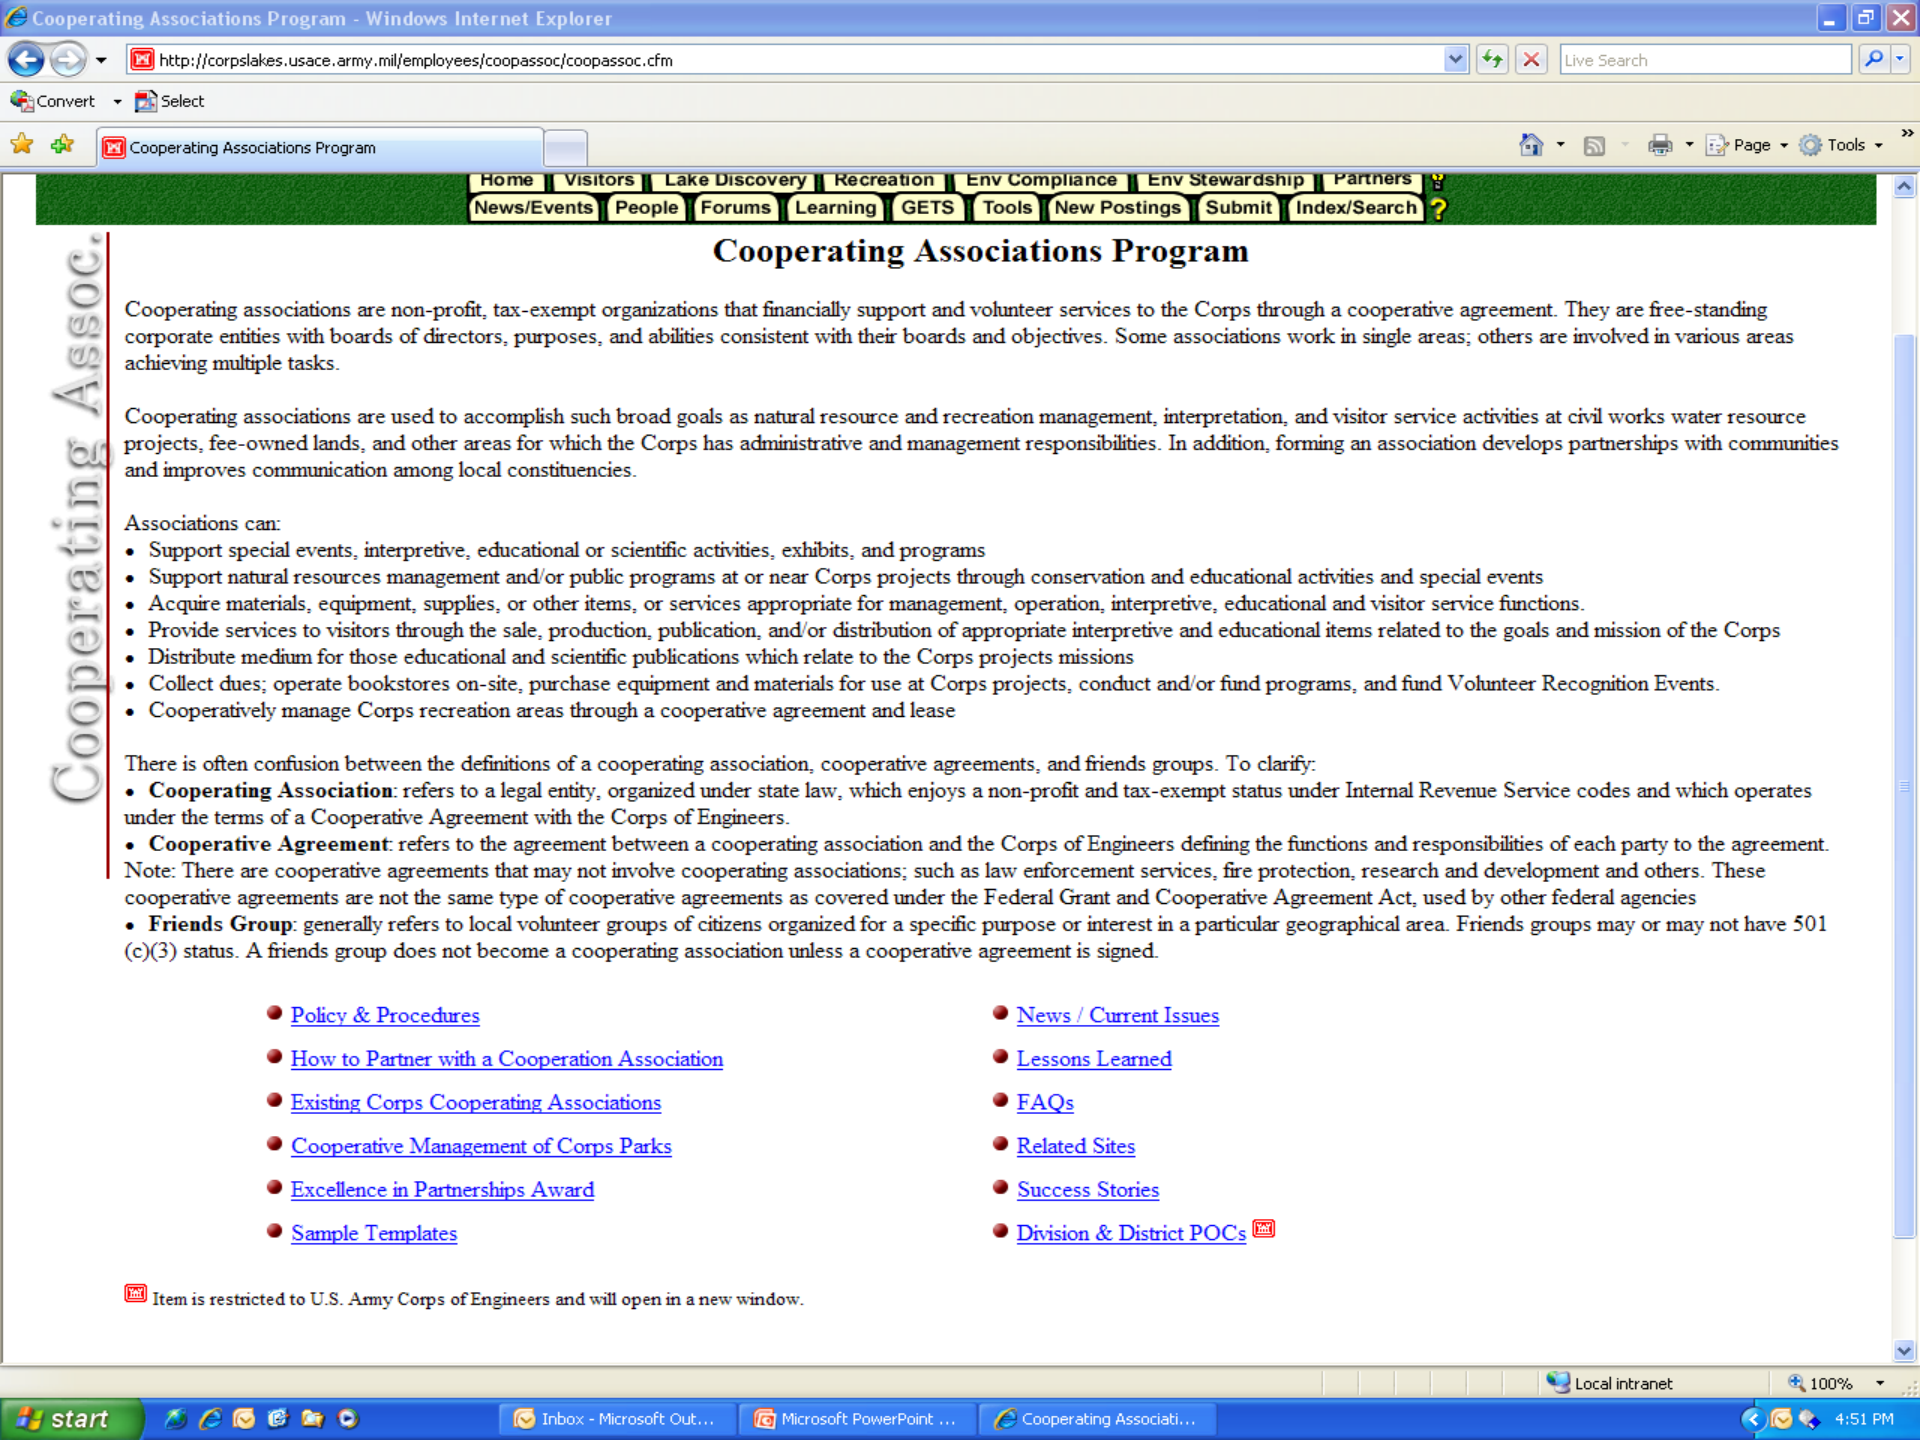 Cooperating Associations Program - Windows Internet Explorer
http://corpslakes.usace.army.mil/employees/coopassoc/coopassoc.cfm
Live Search
Convert Select
Cooperating Associations Program
Page Tools
Home Visitors Lake Discovery Recreation Env Compliance Env Stewardship Partners ?
News/Events People Forums Learning GETS Tools New Postings Submit Index/Search ?
Cooperating Assoc.
Cooperating Associations Program
Cooperating associations are non-profit, tax-exempt organizations that financially support and volunteer services to the Corps through a cooperative agreement. They are free-standing
corporate entities with boards of directors, purposes, and abilities consistent with their boards and objectives. Some associations work in single areas; others are involved in various areas
achieving multiple tasks.
Cooperating associations are used to accomplish such broad goals as natural resource and recreation management, interpretation, and visitor service activities at civil works water resource
projects, fee-owned lands, and other areas for which the Corps has administrative and management responsibilities. In addition, forming an association develops partnerships with communities
and improves communication among local constituencies.
Associations can:
• Support special events, interpretive, educational or scientific activities, exhibits, and programs
• Support natural resources management and/or public programs at or near Corps projects through conservation and educational activities and special events
• Acquire materials, equipment, supplies, or other items, or services appropriate for management, operation, interpretive, educational and visitor service functions.
• Provide services to visitors through the sale, production, publication, and/or distribution of appropriate interpretive and educational items related to the goals and mission of the Corps
• Distribute medium for those educational and scientific publications which relate to the Corps projects missions
• Collect dues; operate bookstores on-site, purchase equipment and materials for use at Corps projects, conduct and/or fund programs, and fund Volunteer Recognition Events.
• Cooperatively manage Corps recreation areas through a cooperative agreement and lease
There is often confusion between the definitions of a cooperating association, cooperative agreements, and friends groups. To clarify:
• Cooperating Association: refers to a legal entity, organized under state law, which enjoys a non-profit and tax-exempt status under Internal Revenue Service codes and which operates
under the terms of a Cooperative Agreement with the Corps of Engineers.
• Cooperative Agreement: refers to the agreement between a cooperating association and the Corps of Engineers defining the functions and responsibilities of each party to the agreement.
Note: There are cooperative agreements that may not involve cooperating associations; such as law enforcement services, fire protection, research and development and others. These
cooperative agreements are not the same type of cooperative agreements as covered under the Federal Grant and Cooperative Agreement Act, used by other federal agencies
• Friends Group: generally refers to local volunteer groups of citizens organized for a specific purpose or interest in a particular geographical area. Friends groups may or may not have 501
(c)(3) status. A friends group does not become a cooperating association unless a cooperative agreement is signed.
Policy & Procedures
How to Partner with a Cooperation Association
Existing Corps Cooperating Associations
Cooperative Management of Corps Parks
Excellence in Partnerships Award
Sample Templates
News / Current Issues
Lessons Learned
FAQs
Related Sites
Success Stories
Division & District POCs
Item is restricted to U.S. Army Corps of Engineers and will open in a new window.
Local intranet 100%
start Inbox - Microsoft Out... Microsoft PowerPoint ... Cooperating Associati... 4:51 PM